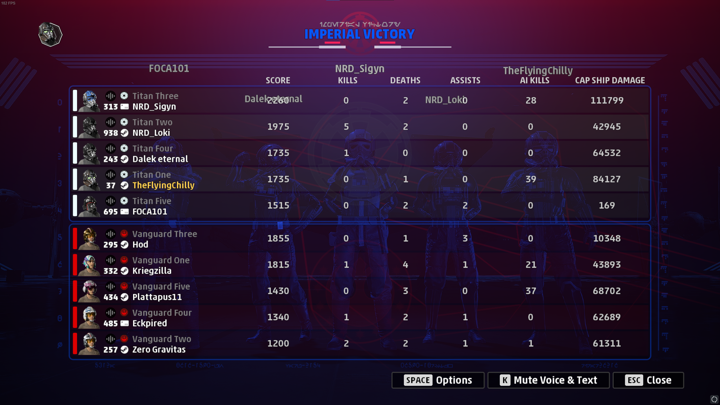 IMPERIAL VICTORY
FOCA101 NRD_Sigyn TheFlyingChilly
SCORE KILLS DEATHS ASSISTS AI KILLS CAP SHIP DAMAGE
Dalek eternal NRD_Loki
Titan Three
313 NRD_Sigyn 2260 0 2 0 28 111799
Titan Two
938 NRD_Loki 1975 5 2 0 0 42945
Titan Four
243 Dalek eternal 1735 1 0 0 0 64532
Titan One
37 TheFlyingChilly 1735 0 1 0 39 84127
Titan Five
695 FOCA101 1515 0 2 2 0 169
Vanguard Three
295 Hod 1855 0 1 3 0 10348
Vanguard One
332 Kriegzilla 1815 1 4 1 21 43893
Vanguard Five
434 Plattapus11 1430 0 3 0 37 68702
Vanguard Four
485 Eckpired 1340 1 2 1 0 62689
Vanguard Two
257 Zero Gravitas 1200 2 2 1 1 61311
SPACE Options K Mute Voice & Text ESC Close